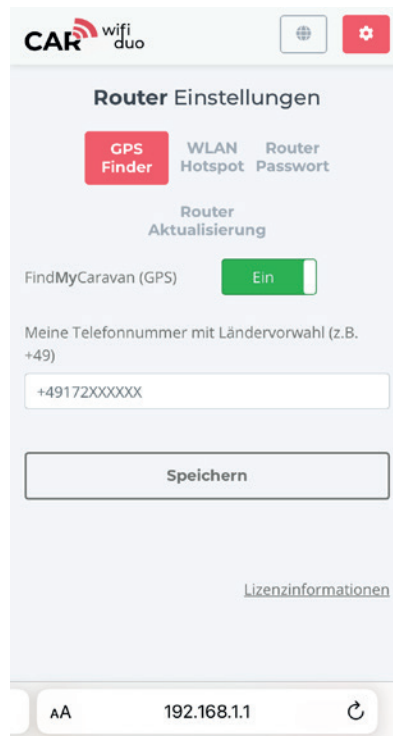 CAR wifi
duo
Router Einstellungen
GPS
Finder
WLAN
Hotspot
Router
Passwort
Router
Aktualisierung
FindMyCaravan (GPS)
Ein
Meine Telefonnummer mit Ländervorwahl (z.B.
+49)
+49172XXXXXX
Speichern
Lizenzinformationen
AA
192.168.1.1